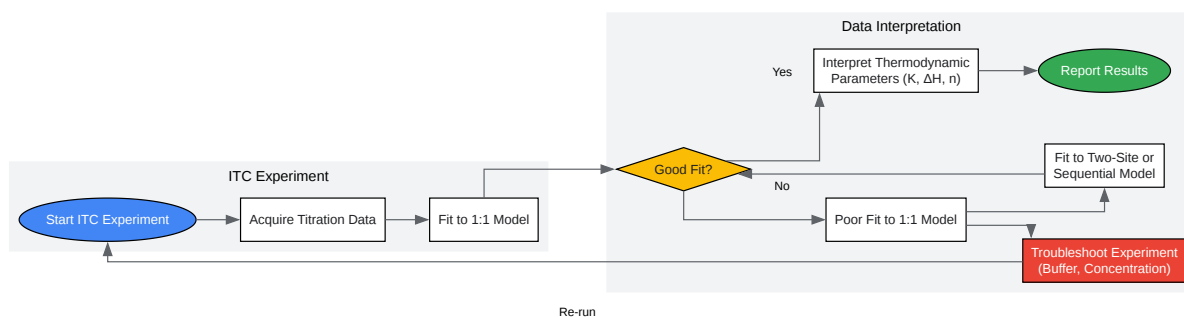 Data Interpretation
Yes
Interpret Thermodynamic
Parameters (K, ΔH, n)
Report Results
ITC Experiment
Start ITC Experiment
Acquire Titration Data
Fit to 1:1 Model
Good Fit?
No
Fit to Two-Site or
Sequential Model
Poor Fit to 1:1 Model
Troubleshoot Experiment
(Buffer, Concentration)
Re-run